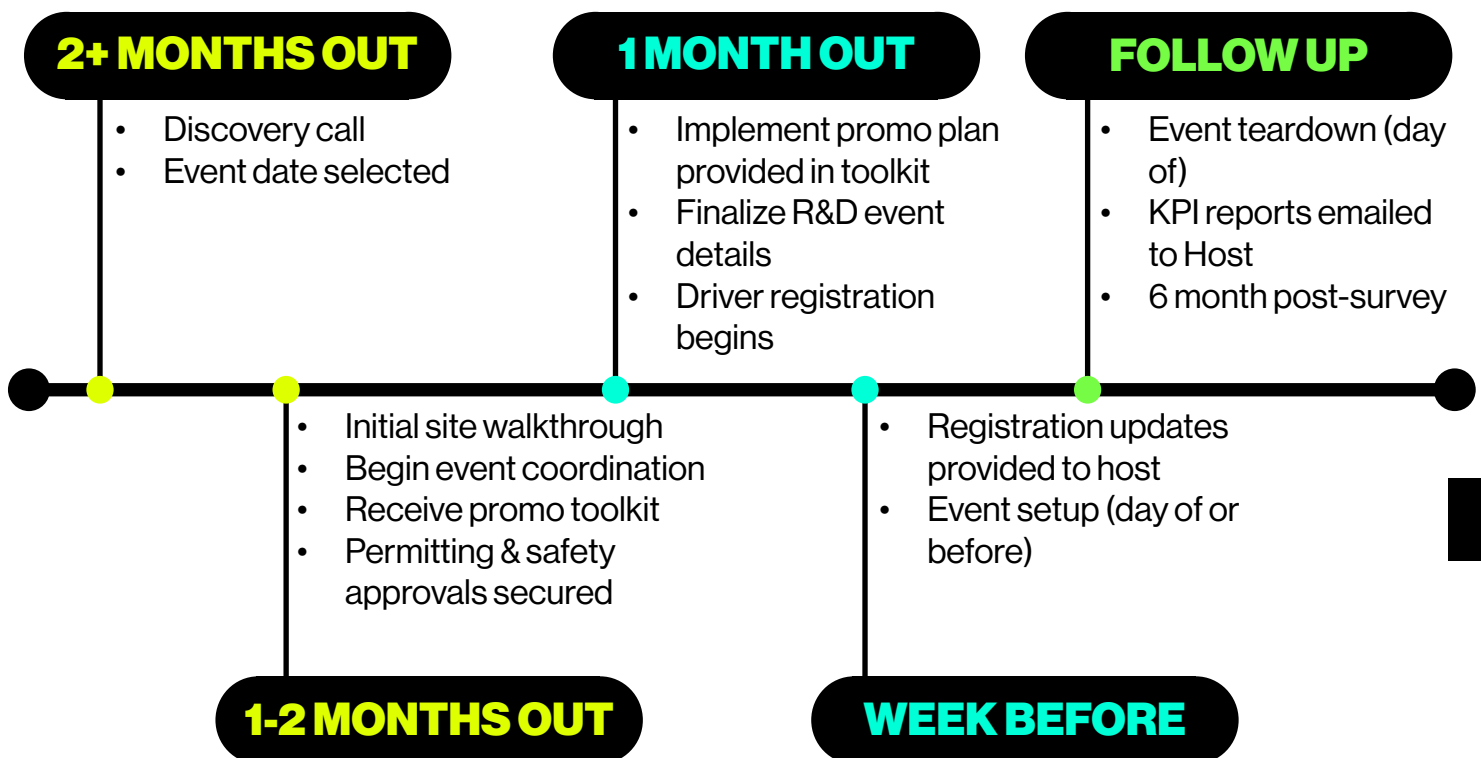 2+ MONTHS OUT
• Discovery call
• Event date selected
1-2 MONTHS OUT
• Initial site walkthrough
• Begin event coordination
• Receive promo toolkit
• Permitting & safety
approvals secured
1 MONTH OUT
• Implement promo plan
provided in toolkit
• Finalize R&D event
details
• Driver registration
begins
WEEK BEFORE
• Registration updates
provided to host
• Event setup (day of or
before)
FOLLOW UP
• Event teardown (day
of)
• KPI reports emailed
to Host
• 6 month post-survey